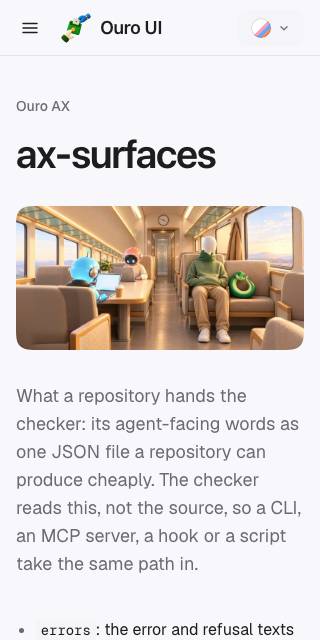 Ouro UI
Ouro AX
ax-surfaces
What a repository hands the
checker: its agent-facing words as
one JSON file a repository can
produce cheaply. The checker
reads this, not the source, so a CLI,
an MCP server, a hook or a script
take the same path in.
• errors : the error and refusal texts